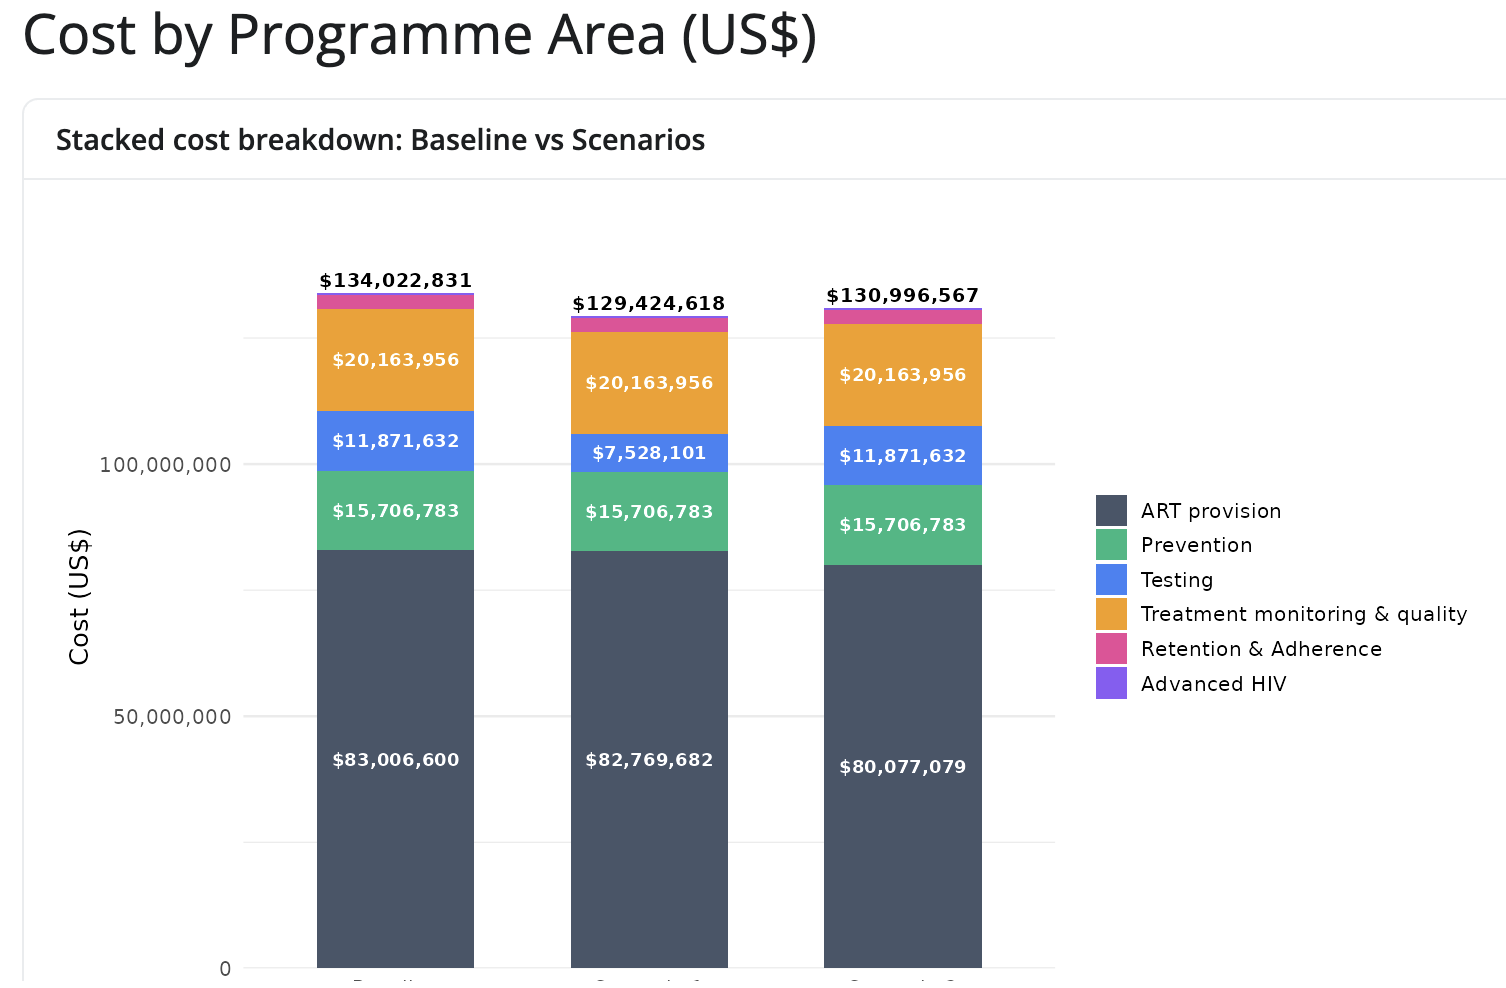 Cost by Programme Area (US$)
Stacked cost breakdown: Baseline vs Scenarios
$134,022,831
$129,424,618
$130,996,567
$20,163,956
$20,163,956
$20,163,956
$11,871,632
$7,528,101
$11,871,632
$15,706,783
$15,706,783
$15,706,783
$83,006,600
$82,769,682
$80,077,079
100,000,000
50,000,000
0
Cost (US$)
ART provision
Prevention
Testing
Treatment monitoring & quality
Retention & Adherence
Advanced HIV